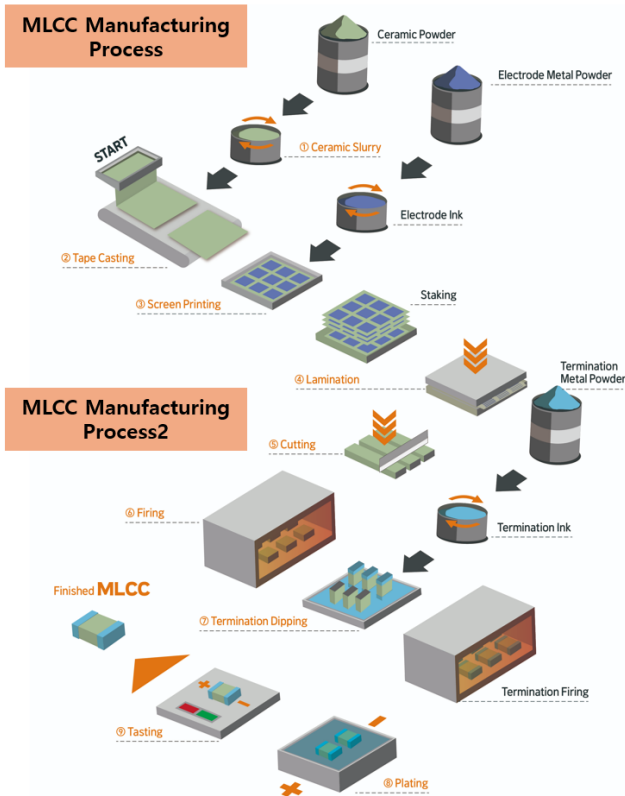 MLCC Manufacturing
Process
Ceramic Powder
Electrode Metal Powder
START
① Ceramic Slurry
Electrode Ink
② Tape Casting
③ Screen Printing
Staking
④ Lamination
Termination
Metal Powder
MLCC Manufacturing
Process2
⑤ Cutting
⑥ Firing
Termination Ink
Finished MLCC
⑦ Termination Dipping
Termination Firing
⑨ Tasting
⑧ Plating